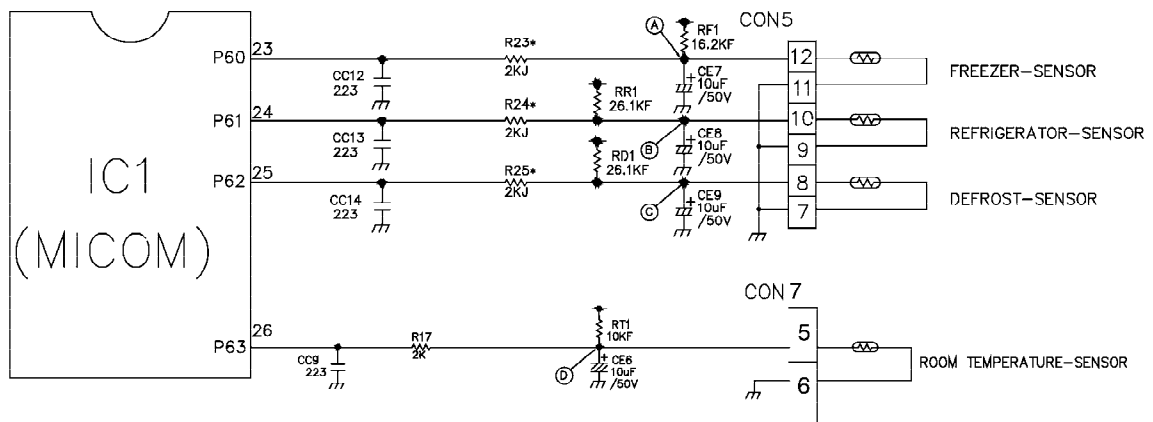 CON5
A
RF1
16.2KF
P60 23
R23*
2KJ
12
FREEZER-SENSOR
CC12
223
CE7
+
10uF
/50V
11
RR1
26.1KF
P61 24
R24*
2KJ
10
REFRIGERATOR-SENSOR
CC13
223
B
CE8
+
10uF
/50V
9
RD1
26.1KF
P62 25
R25*
2KJ
8
DEFROST-SENSOR
CC14
223
C
CE9
+
10uF
/50V
7
IC1
(MICOM)
CON7
RT1
10KF
P63 26
R17
2K
5
ROOM TEMPERATURE-SENSOR
CC9
223
D
CE6
+
10uF
/50V
6